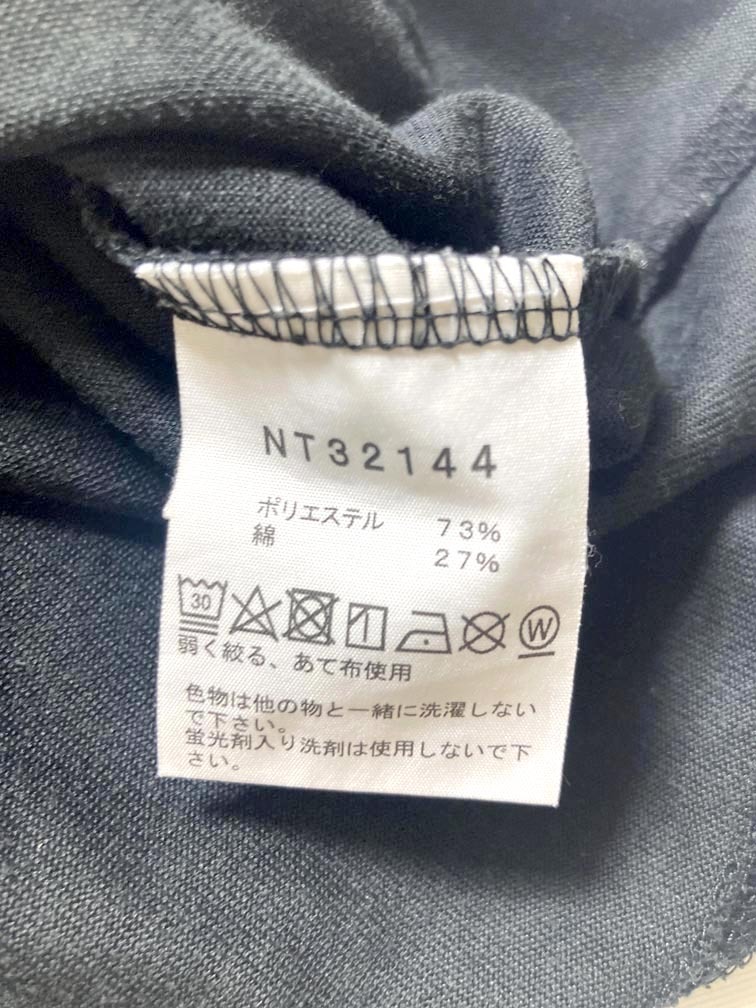 NT32144
ポリエステル 73%
綿 27%
30 W
弱く絞る、あて布使用
色物は他の物と一緒に洗濯しない
で下さい。
蛍光剤入り洗剤は使用しないで下
さい。